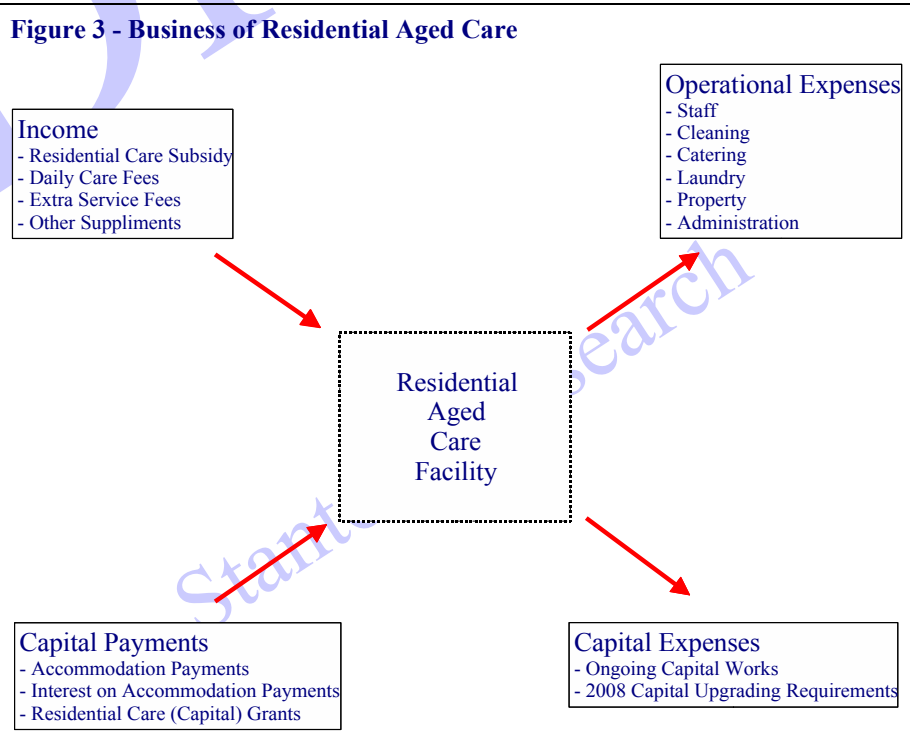 Figure 3 - Business of Residential Aged Care
Operational Expenses
- Staff
- Cleaning
- Catering
- Laundry
- Property
- Administration
Income
- Residential Care Subsidy
- Daily Care Fees
- Extra Service Fees
- Other Suppliments
Residential
Aged
Care
Facility
Capital Payments
- Accommodation Payments
- Interest on Accommodation Payments
- Residential Care (Capital) Grants
Capital Expenses
- Ongoing Capital Works
- 2008 Capital Upgrading Requirements